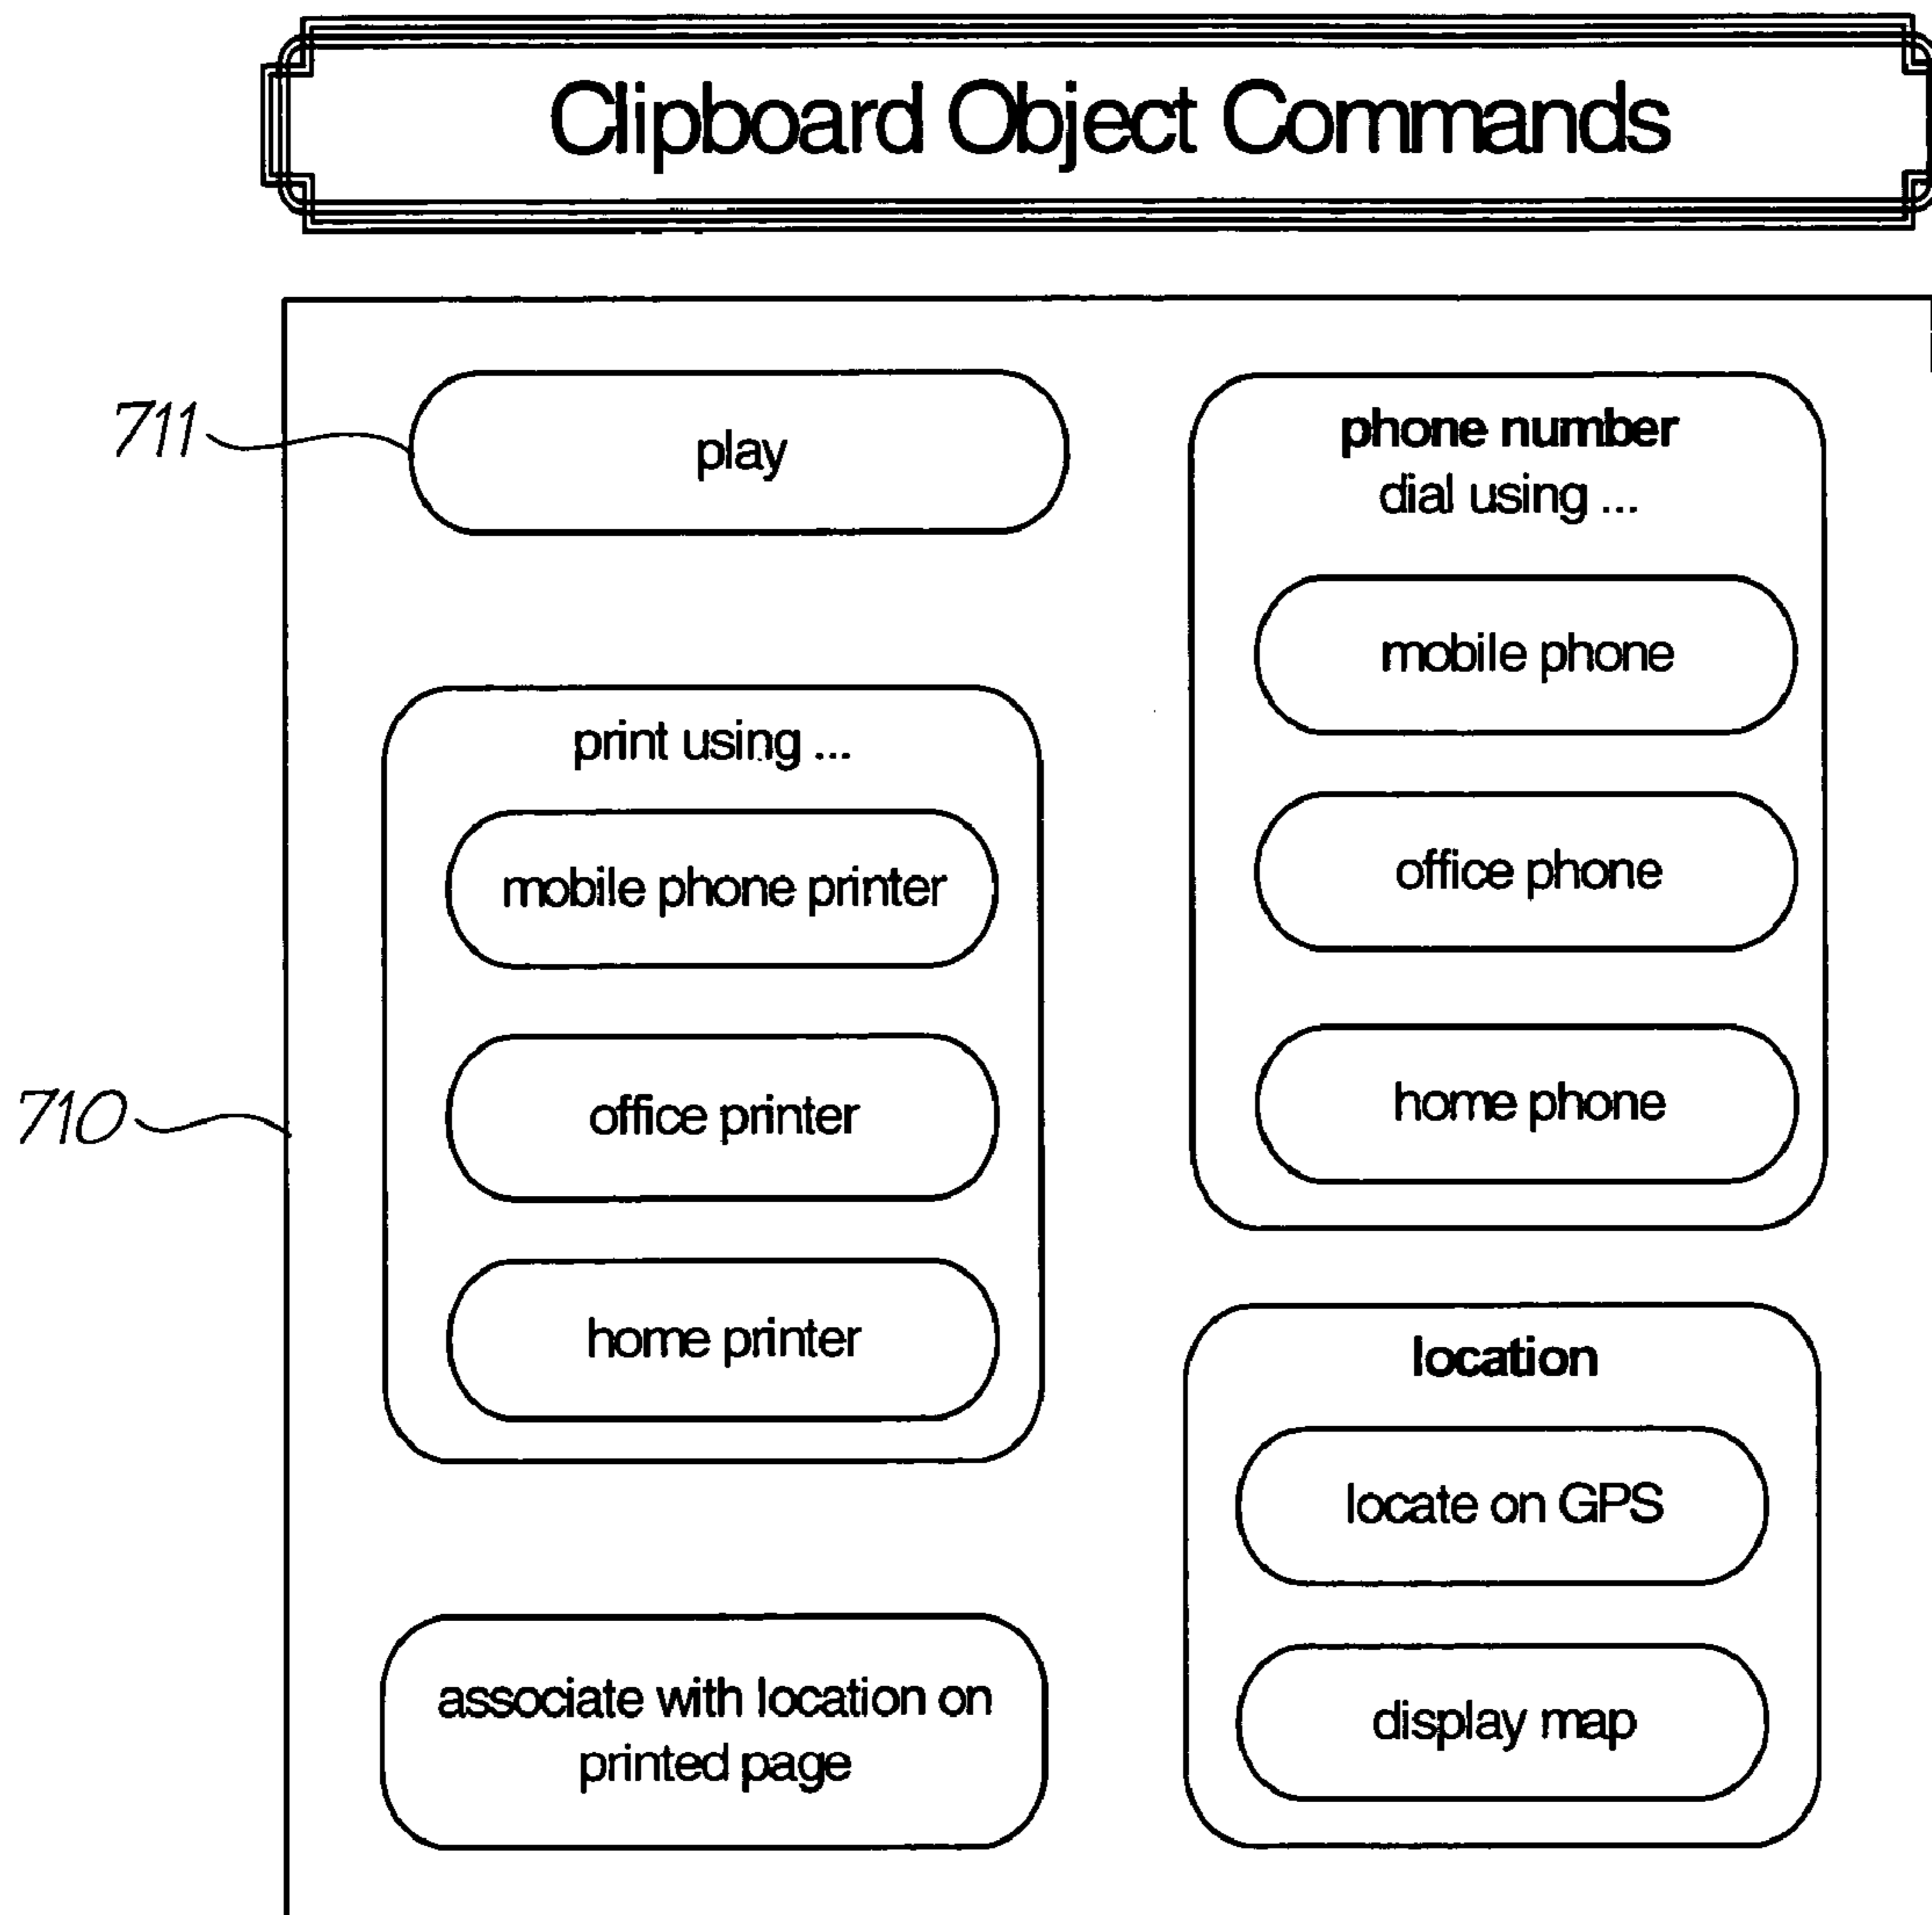 Clipboard Object Commands
711
play
print using ...
mobile phone printer
office printer
home printer
710
associate with location on
printed page
phone number
dial using ...
mobile phone
office phone
home phone
location
locate on GPS
display map